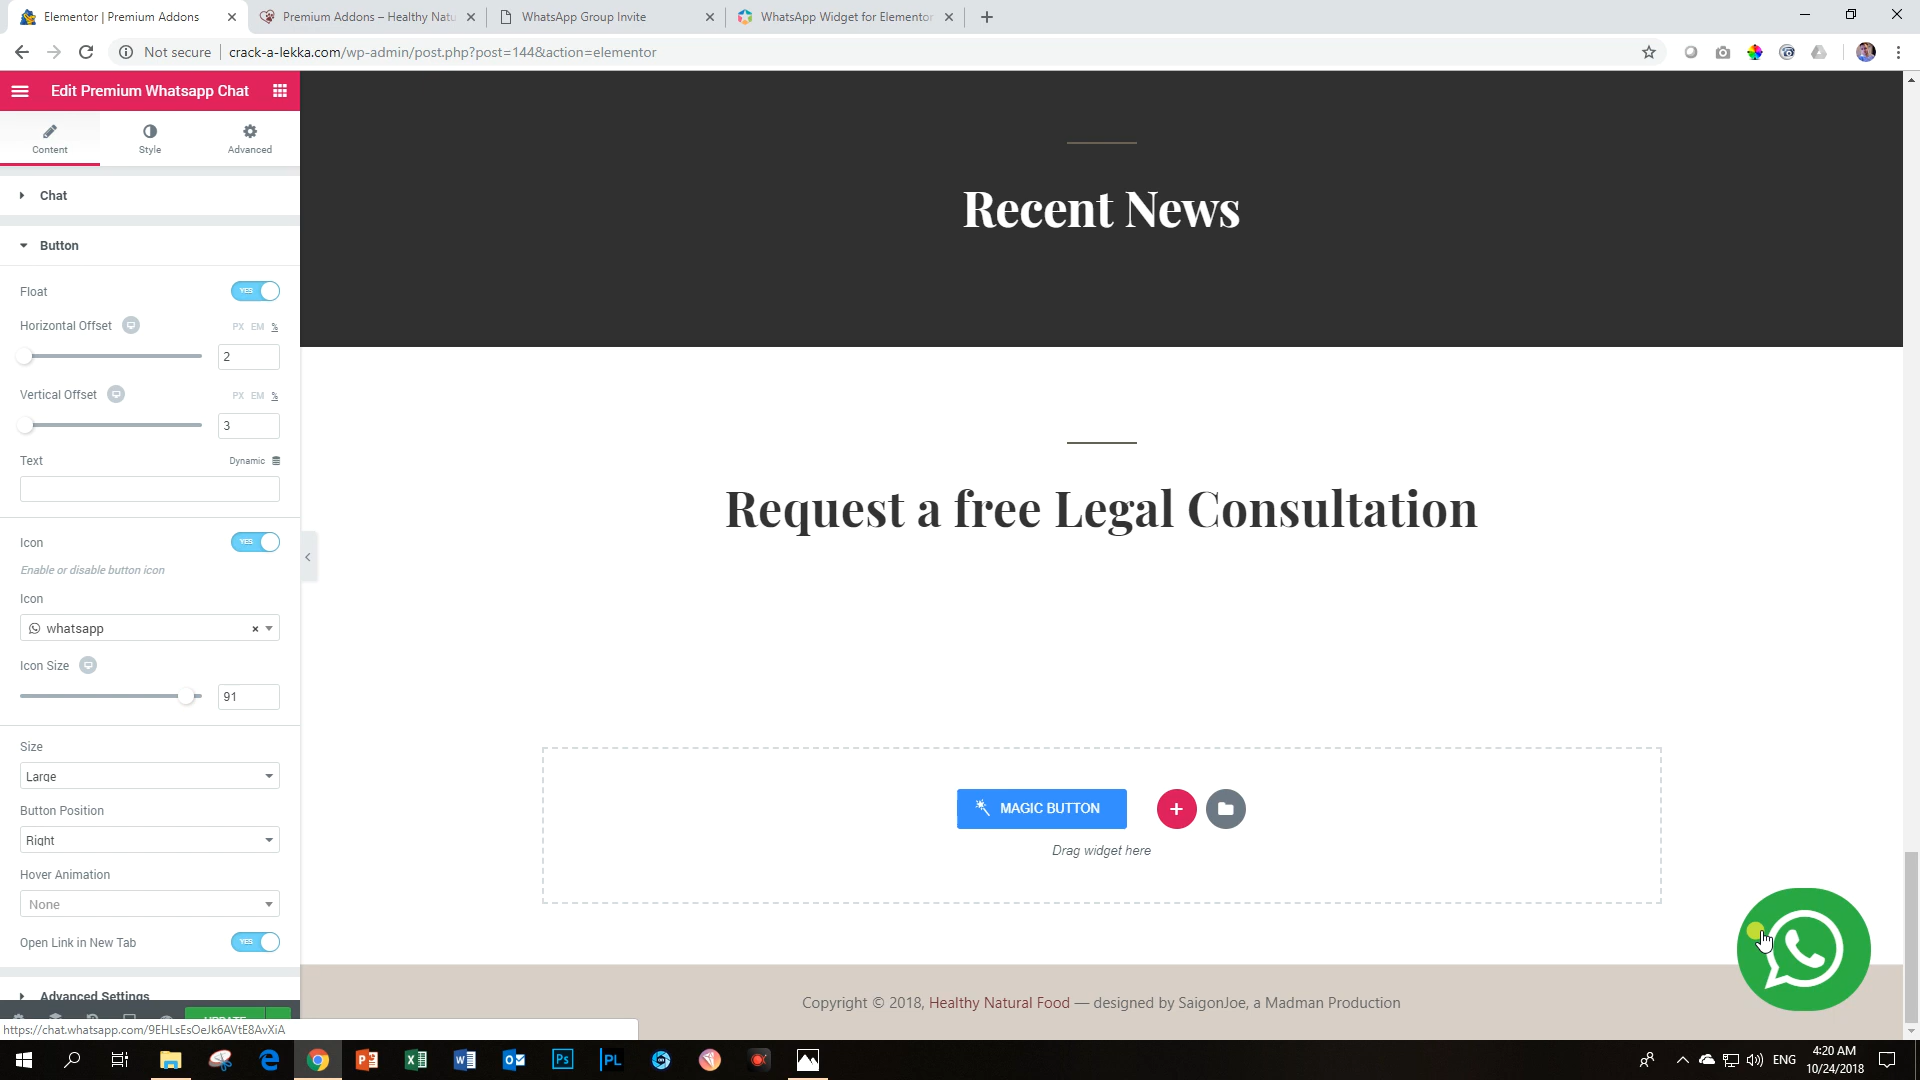 Elementor | Premium Addons
Premium Addons – Healthy Natu
WhatsApp Group Invite
WhatsApp Widget for Elementor
Not secure
crack-a-lekka.com/wp-admin/post.php?post=144&action=elementor
Edit Premium Whatsapp Chat
Content
Style
Advanced
Chat
Button
Float
YES
Horizontal Offset
PX EM %
2
Vertical Offset
PX EM %
3
Text
Dynamic
Icon
YES
Enable or disable button icon
Icon
whatsapp
Icon Size
91
Size
Large
Button Position
Right
Hover Animation
None
Open Link in New Tab
YES
Advanced Settings
UPDATE
https://chat.whatsapp.com/9EHLsEsOeJk6AVtE8AvXiA
Recent News
Request a free Legal Consultation
MAGIC BUTTON
Drag widget here
Copyright © 2018, Healthy Natural Food — designed by SaigonJoe, a Madman Production
Ps
PL
ENG
4:20 AM
10/24/2018